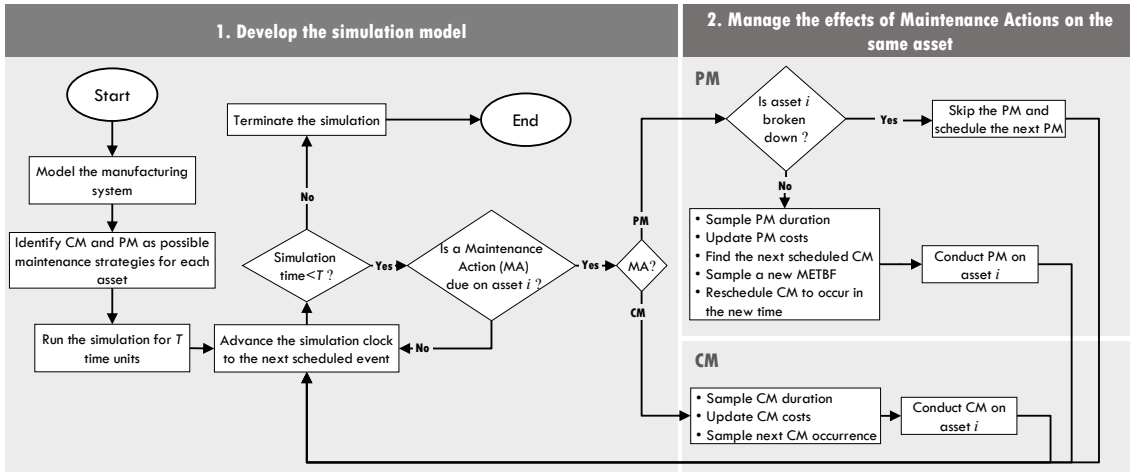 1. Develop the simulation model
2. Manage the effects of Maintenance Actions on the
same asset
Start
Model the manufacturing
system
Identify CM and PM as possible
maintenance strategies for each
asset
Run the simulation for T
time units
Terminate the simulation
End
No
Simulation
time<T ?
Yes
Advance the simulation clock
to the next scheduled event
Is a Maintenance
Action (MA)
due on asset i ?
No
Yes
MA?
PM
CM
PM
Is asset i
broken
down ?
Yes
Skip the PM and
schedule the next PM
No
• Sample PM duration
• Update PM costs
• Find the next scheduled CM
• Sample a new METBF
• Reschedule CM to occur in
the new time
Conduct PM on
asset i
CM
• Sample CM duration
• Update CM costs
• Sample next CM occurrence
Conduct CM on
asset i